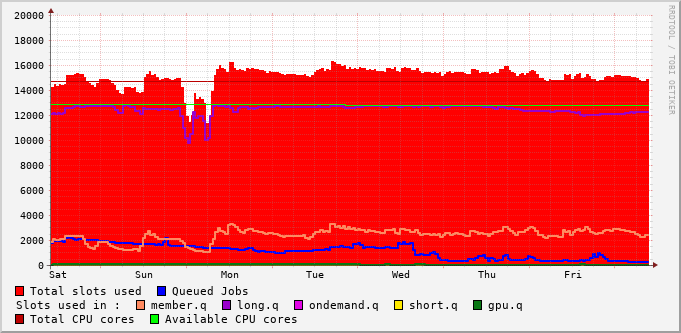 20000
18000
16000
14000
12000
10000
8000
6000
4000
2000
0
Sat Sun Mon Tue Wed Thu Fri
RRDTOOL / TOBI OETIKER
Total slots used Queued Jobs
Slots used in : member.q long.q ondemand.q short.q gpu.q
Total CPU cores Available CPU cores